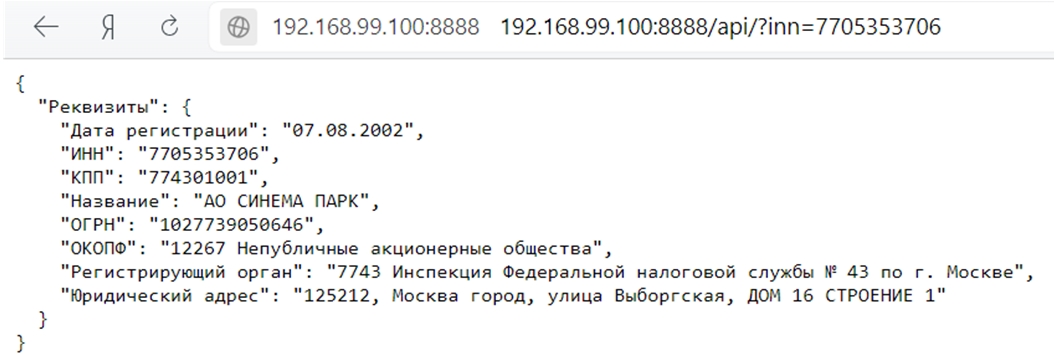 Я 192.168.99.100:8888 192.168.99.100:8888/api/?inn=7705353706
{
"Реквизиты": {
"Дата регистрации": "07.08.2002",
"ИНН": "7705353706",
"КПП": "774301001",
"Название": "АО СИНЕМА ПАРК",
"ОГРН": "1027739050646",
"ОКОПФ": "12267 Непубличные акционерные общества",
"Регистрирующий орган": "7743 Инспекция Федеральной налоговой службы № 43 по г. Москве",
"Юридический адрес": "125212, Москва город, улица Выборгская, ДОМ 16 СТРОЕНИЕ 1"
}
}